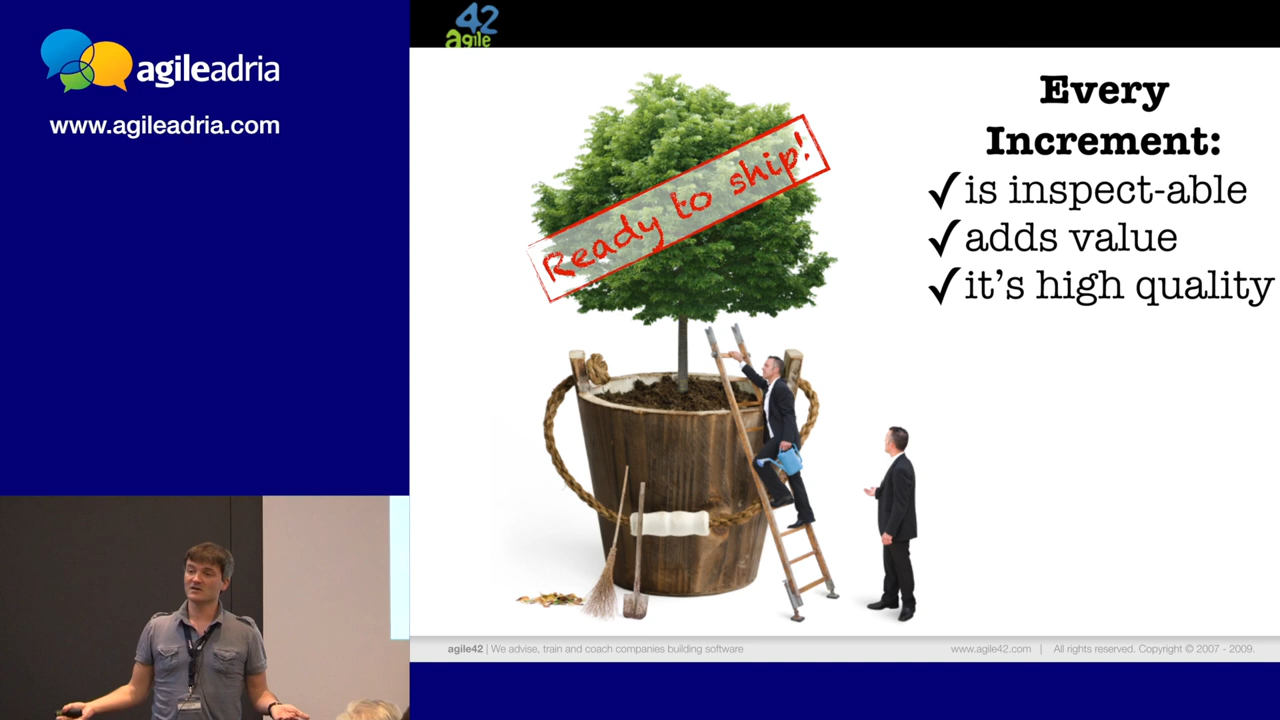 agileadria
www.agileadria.com
42
agile
Every
Increment:
✓is inspect-able
✓adds value
✓it's high quality
Ready to ship!
agile42 | We advise, train and coach companies building software
www.agile42.com | All rights reserved. Copyright © 2007 - 2009.